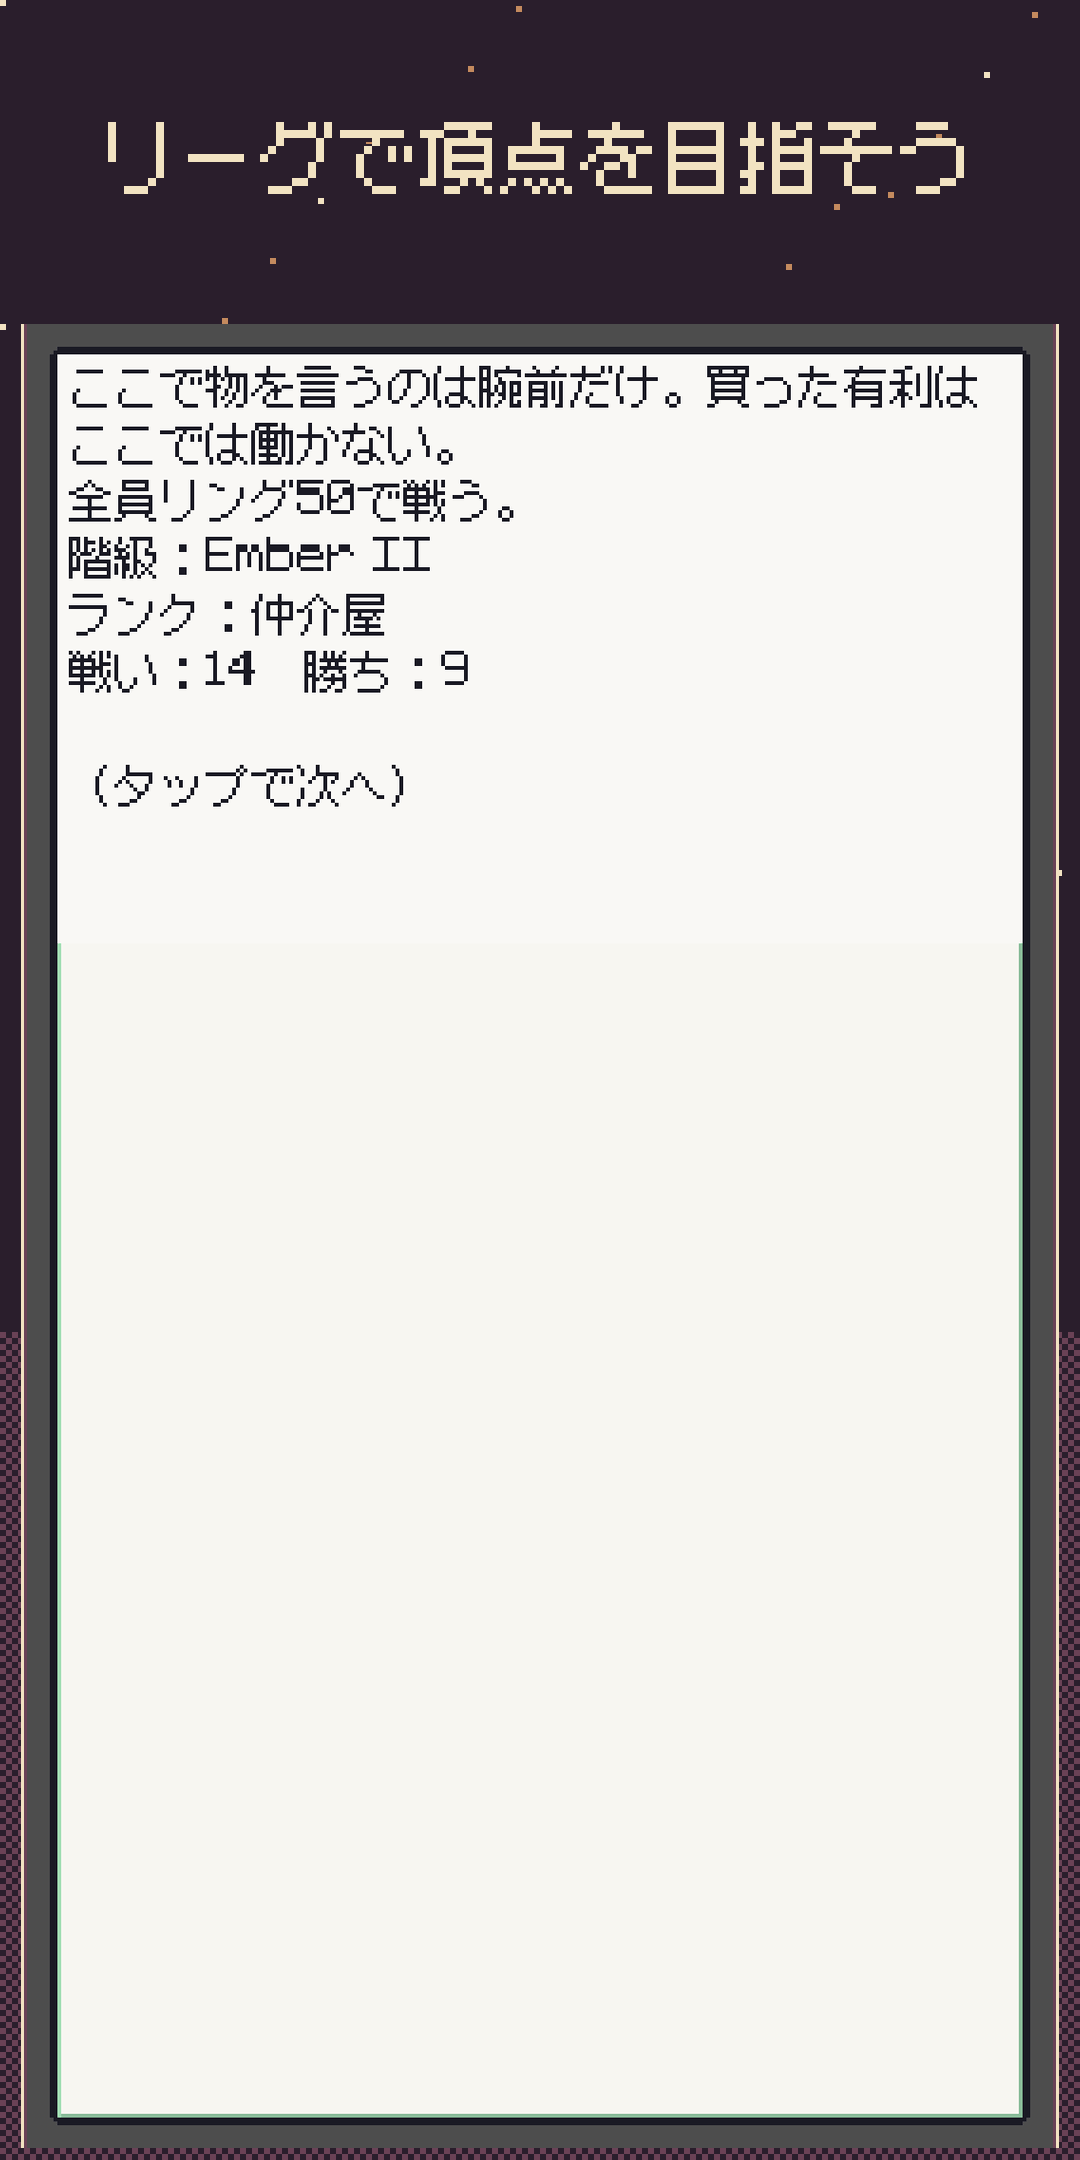 リーグで頂点を目指そう
ここで物を言うのは腕前だけ。買った有利は
ここでは働かない。
全員リング50で戦う。
階級：Ember II
ランク：仲介屋
戦い：14　勝ち：9
（タップで次へ）